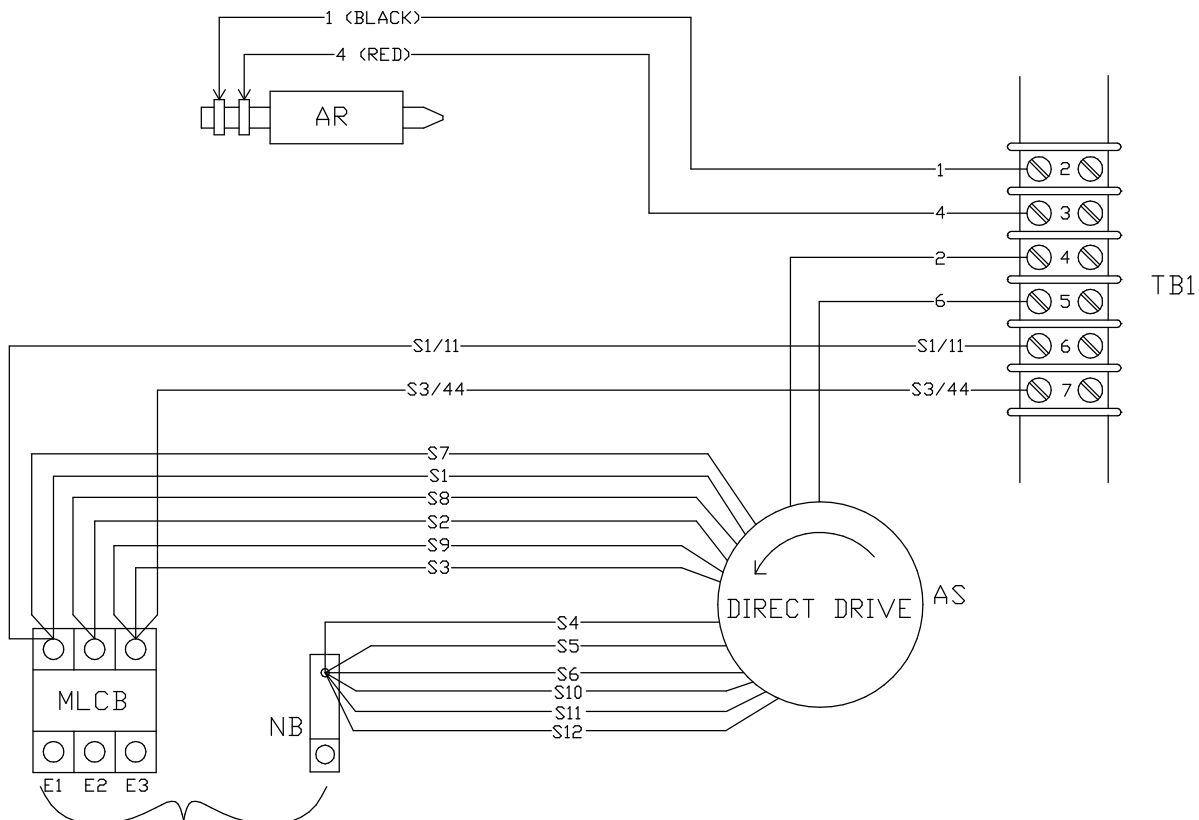 1 (BLACK)
4 (RED)
AR
1
2
4
3
2
4
TB1
6
5
S1/11
S1/11
6
S3/44
S3/44
7
S7
S1
S8
S2
S9
S3
AS
DIRECT DRIVE
S4
S5
S6
S10
MLCB
S11
NB
S12
E1 E2 E3